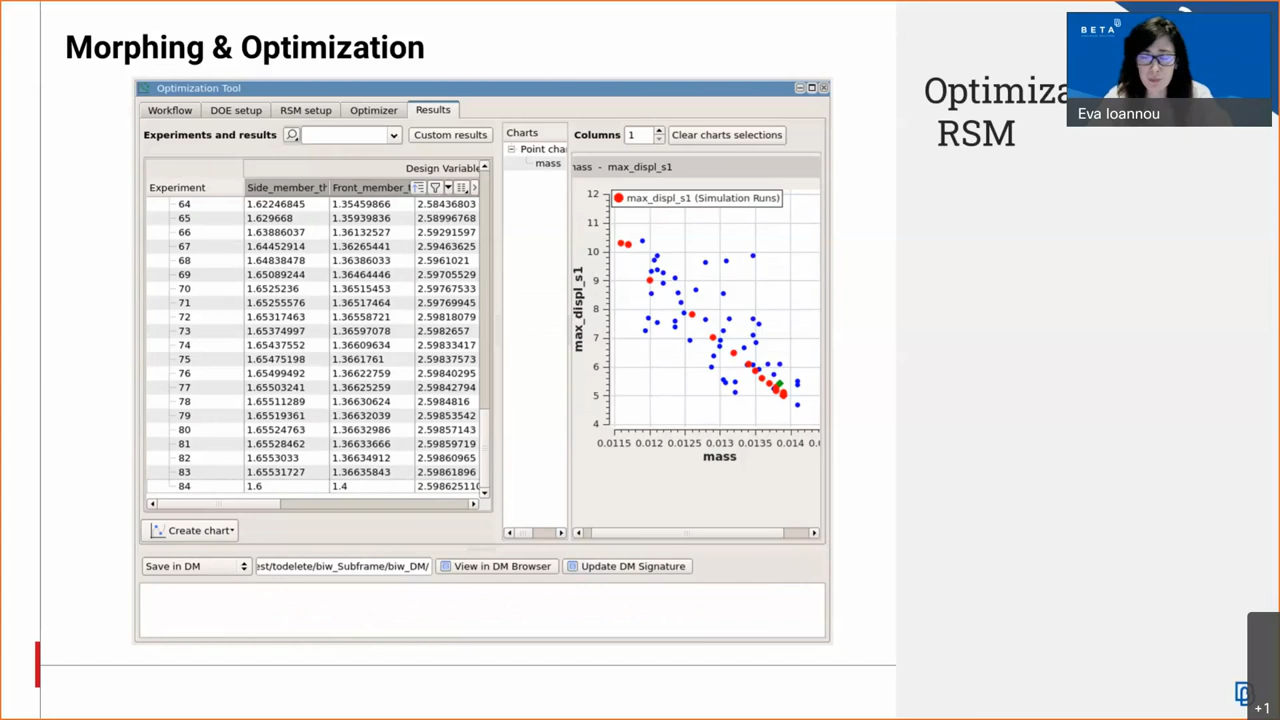 Morphing & Optimization
BETA
Eva Ioannou
Optimiza
RSM
Optimization Tool
Workflow DOE setup RSM setup Optimizer Results
Experiments and results Custom results
Charts
Columns 1 Clear charts selections
Point char
mass
Design Variable
Experiment Side_member_th Front_member_t
64 1.62246845 1.35459866 2.58436803
65 1.629668 1.35939836 2.58996768
66 1.63886037 1.36132527 2.59291597
67 1.64452914 1.36265441 2.59463625
68 1.64838478 1.36386033 2.5961021
69 1.65089244 1.36464446 2.59705529
70 1.6525236 1.36515453 2.59767533
71 1.65255576 1.36517464 2.59769945
72 1.65317463 1.36558721 2.59818079
73 1.65374997 1.36597078 2.5982657
74 1.65437552 1.36609634 2.59833417
75 1.65475198 1.3661761 2.59837573
76 1.65499492 1.36622759 2.59840295
77 1.65503241 1.36625259 2.59842794
78 1.65511289 1.36630624 2.5984816
79 1.65519361 1.36632039 2.59853542
80 1.65524763 1.36632986 2.59857143
81 1.65528462 1.36633666 2.59859719
82 1.6553033 1.36634912 2.59860965
83 1.65531727 1.36635843 2.59861896
84 1.6 1.4 2.59862511
nass - max_displ_s1
max_displ_s1 (Simulation Runs)
12
11
10
9
8
7
6
5
4
max_displ_s1
0.0115 0.012 0.0125 0.013 0.0135 0.014 0.0
mass
Create chart
Save in DM est/todelete/biw_Subframe/biw_DM/ View in DM Browser Update DM Signature
+1